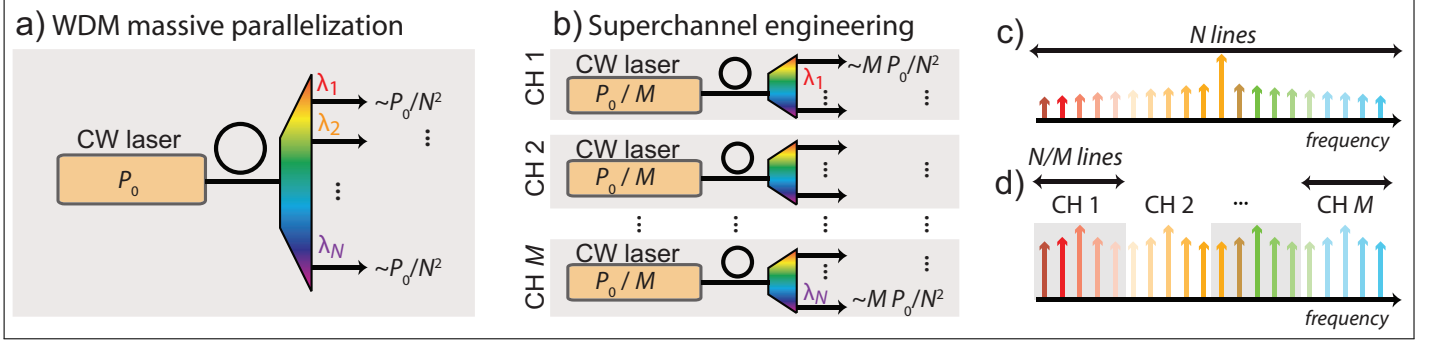 a) WDM massive parallelization
CW laser
P₀
λ₁
~P₀/N²
λ₂
⋮
⋮
λN
~P₀/N²
b) Superchannel engineering
CH 1
CW laser
P₀ / M
λ₁
~M P₀/N²
⋮
⋮
CH 2
CW laser
P₀ / M
⋮
⋮
⋮
⋮
⋮
⋮
CH M
CW laser
P₀ / M
⋮
⋮
λN
~M P₀/N²
c)
N lines
frequency
N/M lines
d)
CH 1
CH 2
...
CH M
frequency